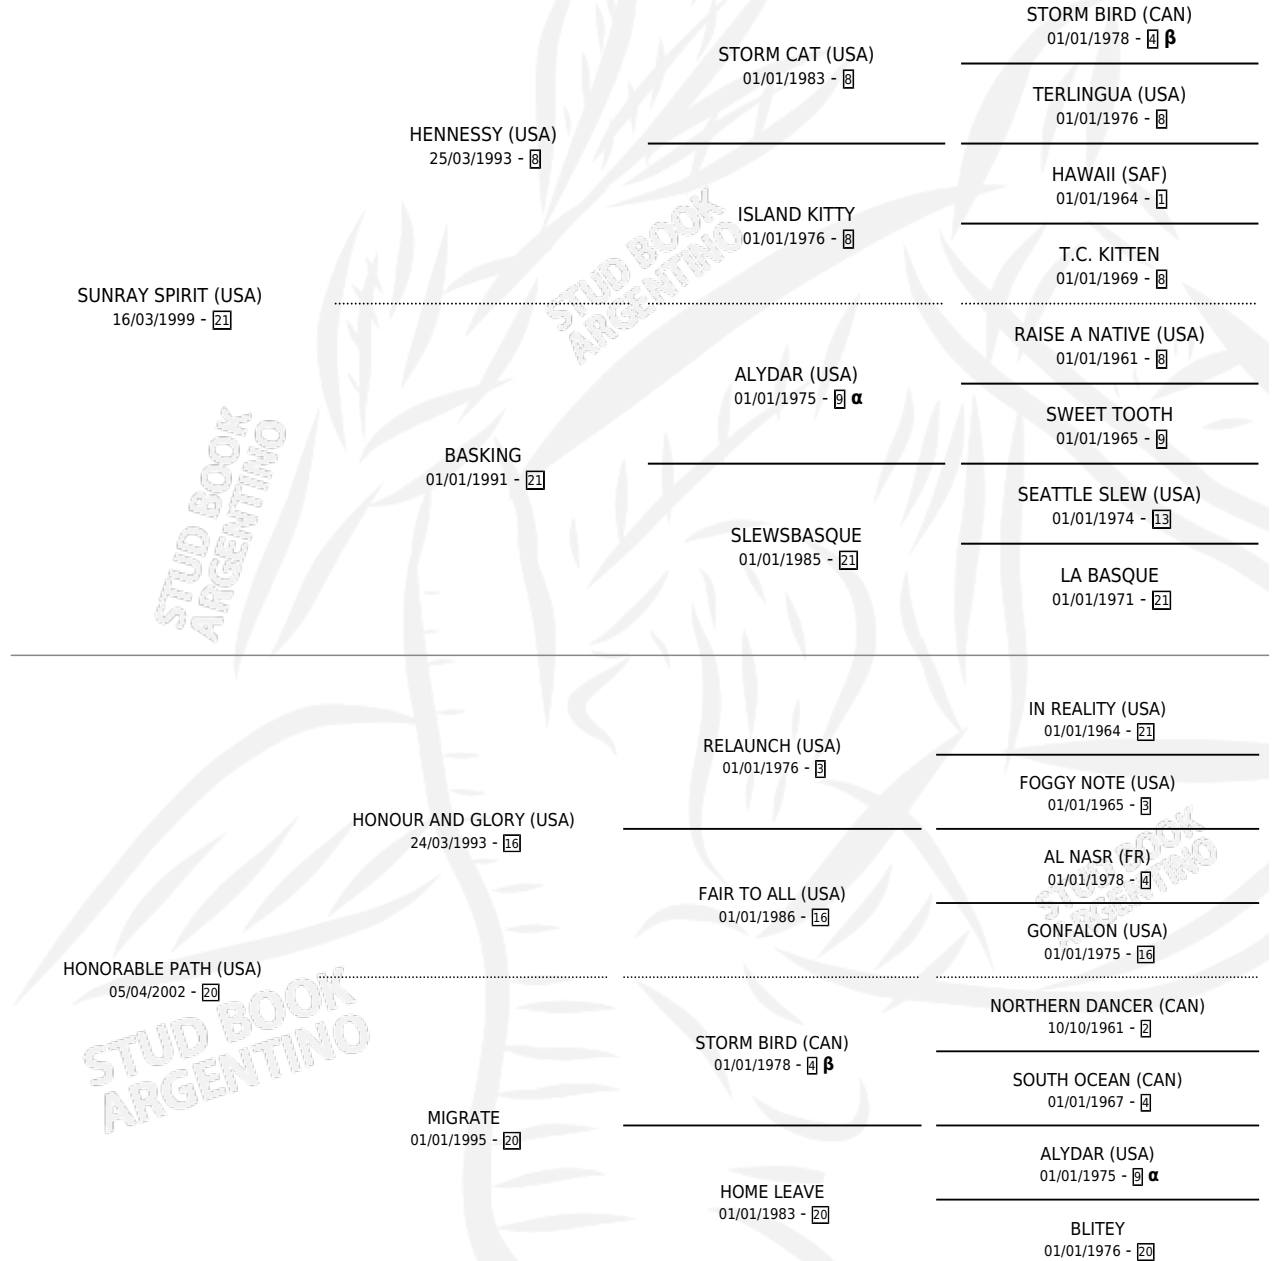 STORM BIRD (CAN)
01/01/1978 - 4 β
STORM CAT (USA)
01/01/1983 - 8
TERLINGUA (USA)
01/01/1976 - 8
HENNESSY (USA)
25/03/1993 - 8
HAWAII (SAF)
01/01/1964 - 1
ISLAND KITTY
01/01/1976 - 8
T.C. KITTEN
01/01/1969 - 8
SUNRAY SPIRIT (USA)
16/03/1999 - 21
RAISE A NATIVE (USA)
01/01/1961 - 8
ALYDAR (USA)
01/01/1975 - 9 α
SWEET TOOTH
01/01/1965 - 9
BASKING
01/01/1991 - 21
SEATTLE SLEW (USA)
01/01/1974 - 13
SLEWSBASQUE
01/01/1985 - 21
LA BASQUE
01/01/1971 - 21
IN REALITY (USA)
01/01/1964 - 21
RELAUNCH (USA)
01/01/1976 - 3
FOGGY NOTE (USA)
01/01/1965 - 3
HONOUR AND GLORY (USA)
24/03/1993 - 16
AL NASR (FR)
01/01/1978 - 4
FAIR TO ALL (USA)
01/01/1986 - 16
GONFALON (USA)
01/01/1975 - 16
HONORABLE PATH (USA)
05/04/2002 - 20
NORTHERN DANCER (CAN)
10/10/1961 - 2
STORM BIRD (CAN)
01/01/1978 - 4 β
SOUTH OCEAN (CAN)
01/01/1967 - 4
MIGRATE
01/01/1995 - 20
ALYDAR (USA)
01/01/1975 - 9 α
HOME LEAVE
01/01/1983 - 20
BLITEY
01/01/1976 - 20
STUD BOOK
ARGENTINO
STUD BOOK
ARGENTINO
STUD BOOK
ARGENTINO
STUD BOOK
ARGENTINO